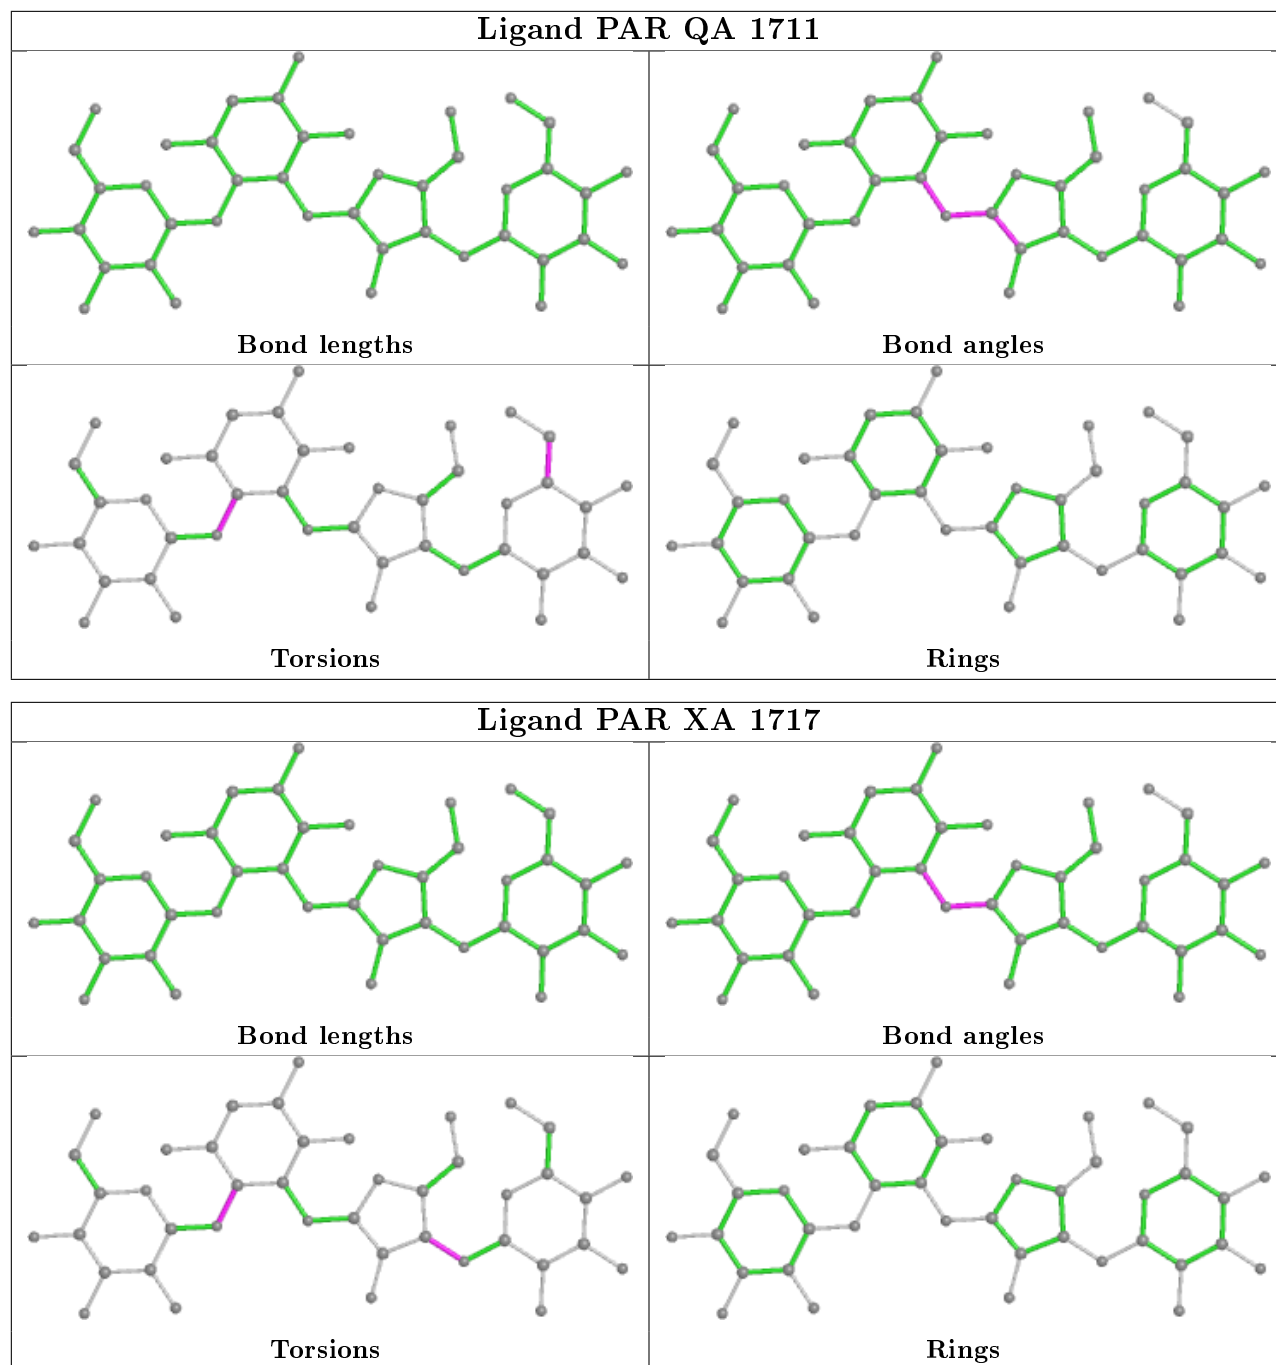 Ligand PAR QA 1711
Bond lengths
Bond angles
Torsions
Rings
Ligand PAR XA 1717
Bond lengths
Bond angles
Torsions
Rings